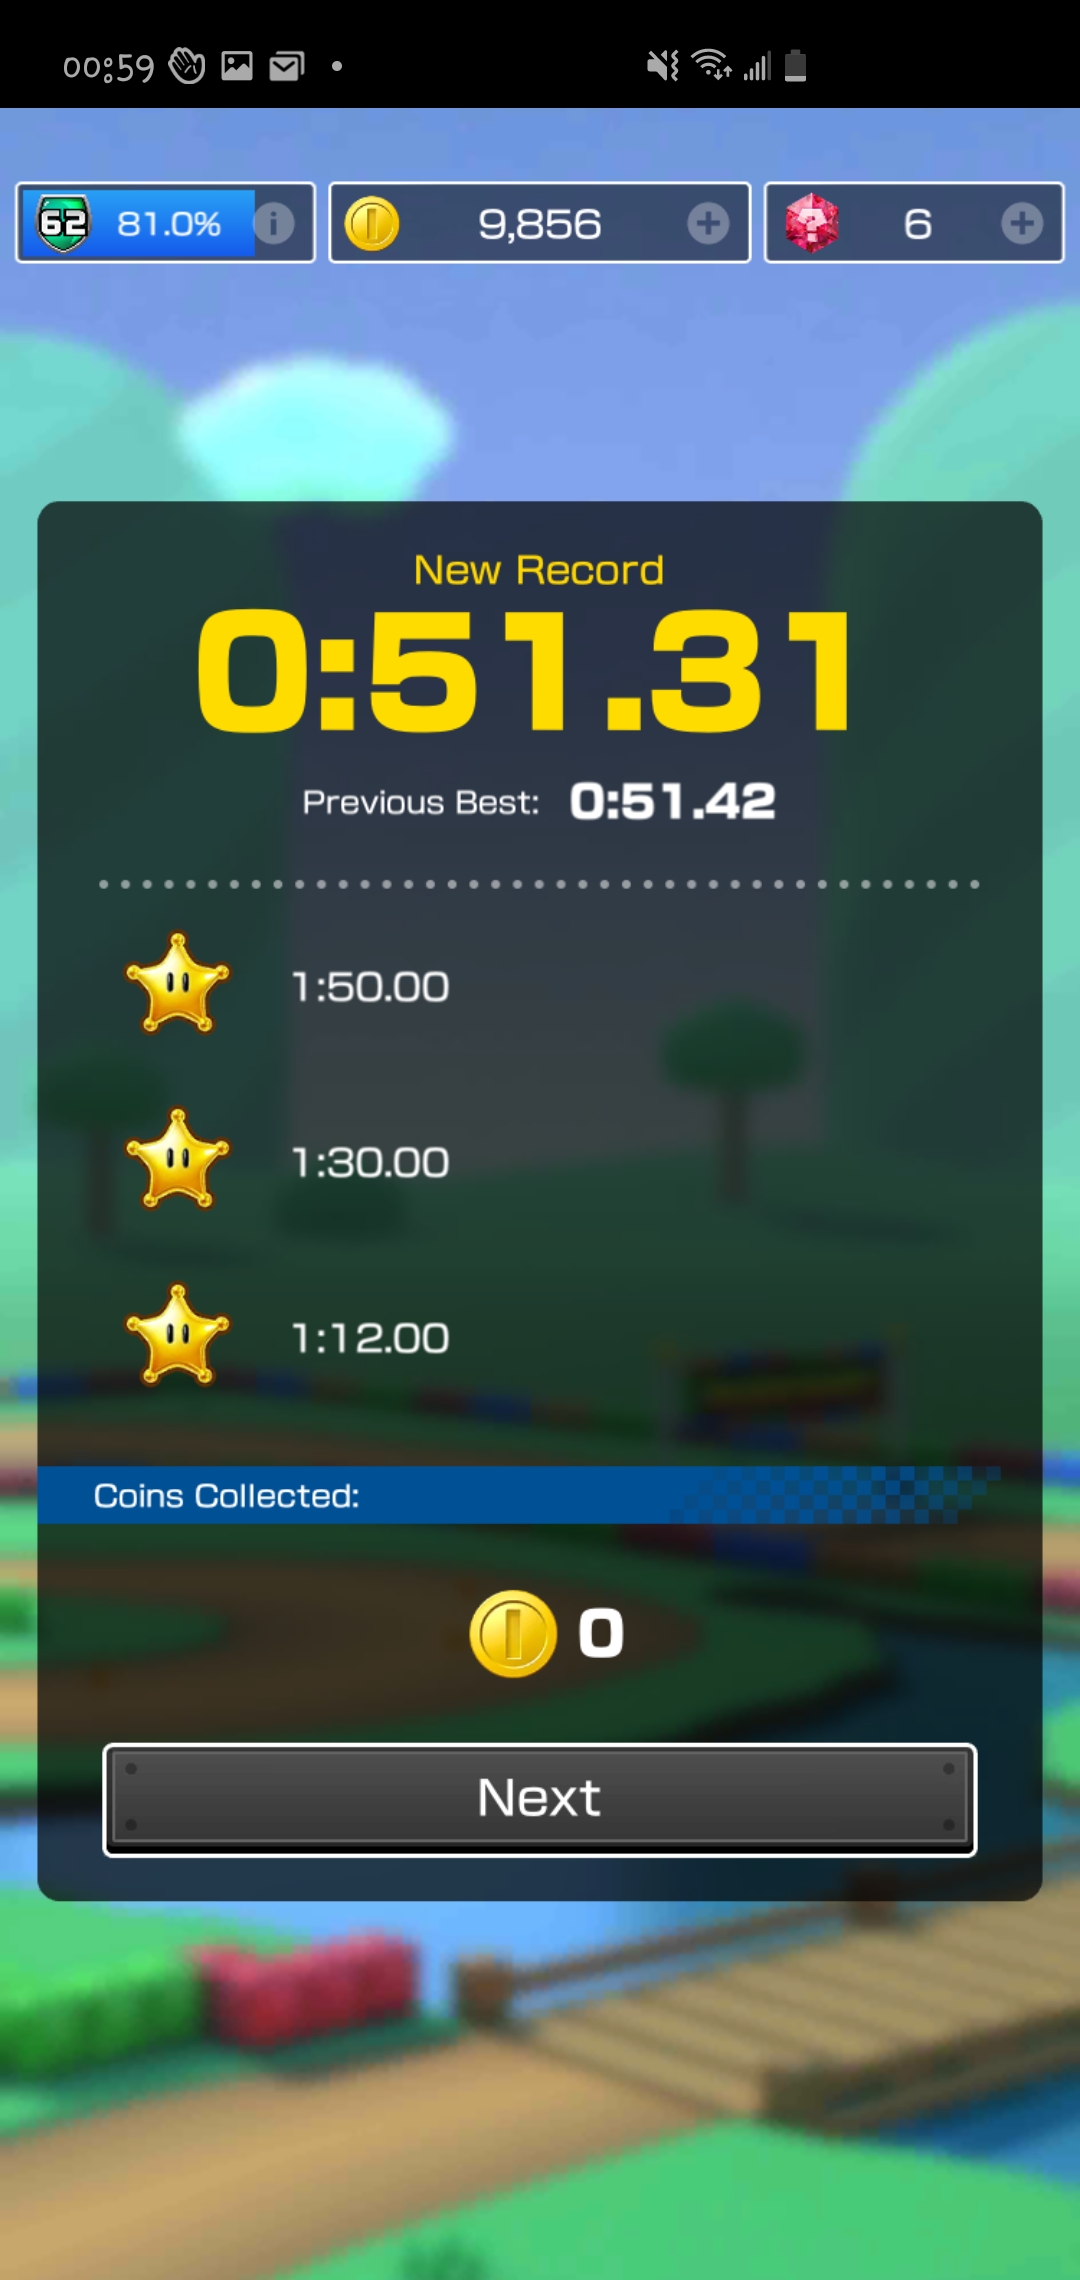 00:59
62 81.0% i 9,856 + ? 6 +
New Record
0:51.31
Previous Best: 0:51.42
1:50.00
1:30.00
1:12.00
Coins Collected:
0
Next